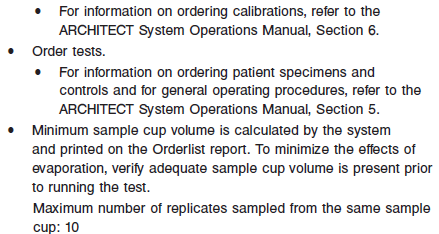 • For information on ordering calibrations, refer to the
ARCHITECT System Operations Manual, Section 6.
• Order tests.
• For information on ordering patient specimens and
controls and for general operating procedures, refer to the
ARCHITECT System Operations Manual, Section 5.
• Minimum sample cup volume is calculated by the system
and printed on the Orderlist report. To minimize the effects of
evaporation, verify adequate sample cup volume is present prior
to running the test.
Maximum number of replicates sampled from the same sample
cup: 10